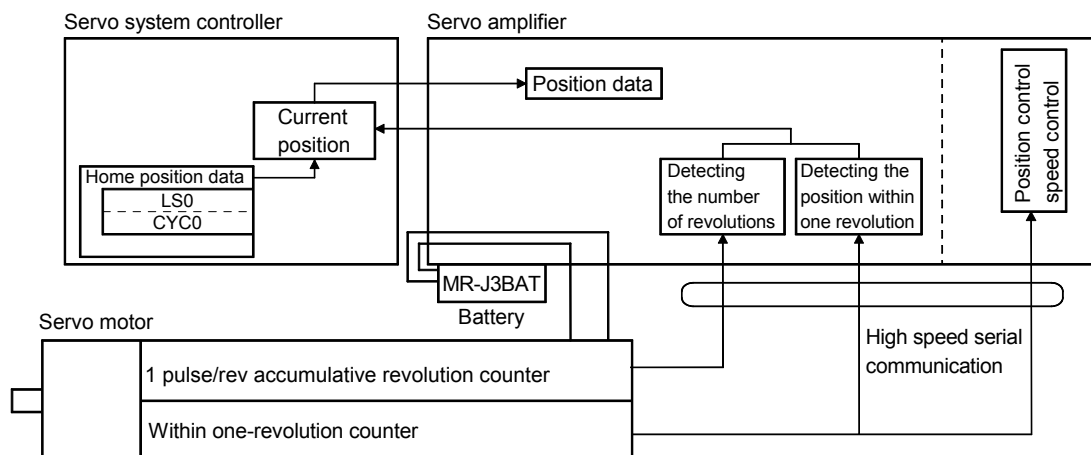 Servo system controller
Servo amplifier
Position data
Current
position
Home position data
LS0
CYC0
Detecting
the number
of revolutions
Detecting the
position within
one revolution
Position control
speed control
MR-J3BAT
Battery
Servo motor
1 pulse/rev accumulative revolution counter
Within one-revolution counter
High speed serial
communication